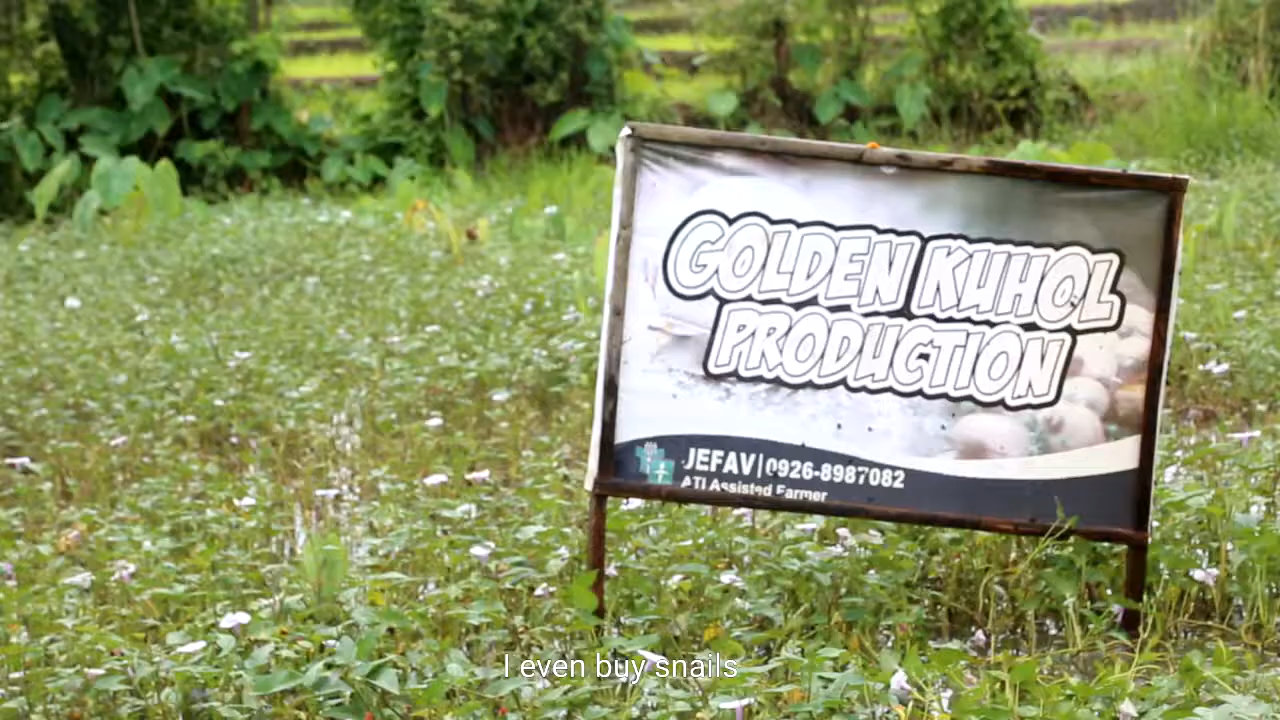 GOLDEN KUHOL
PRODUCTION
JEFAV|0926-8987082
ATI Assisted Farmer
I even buy snails